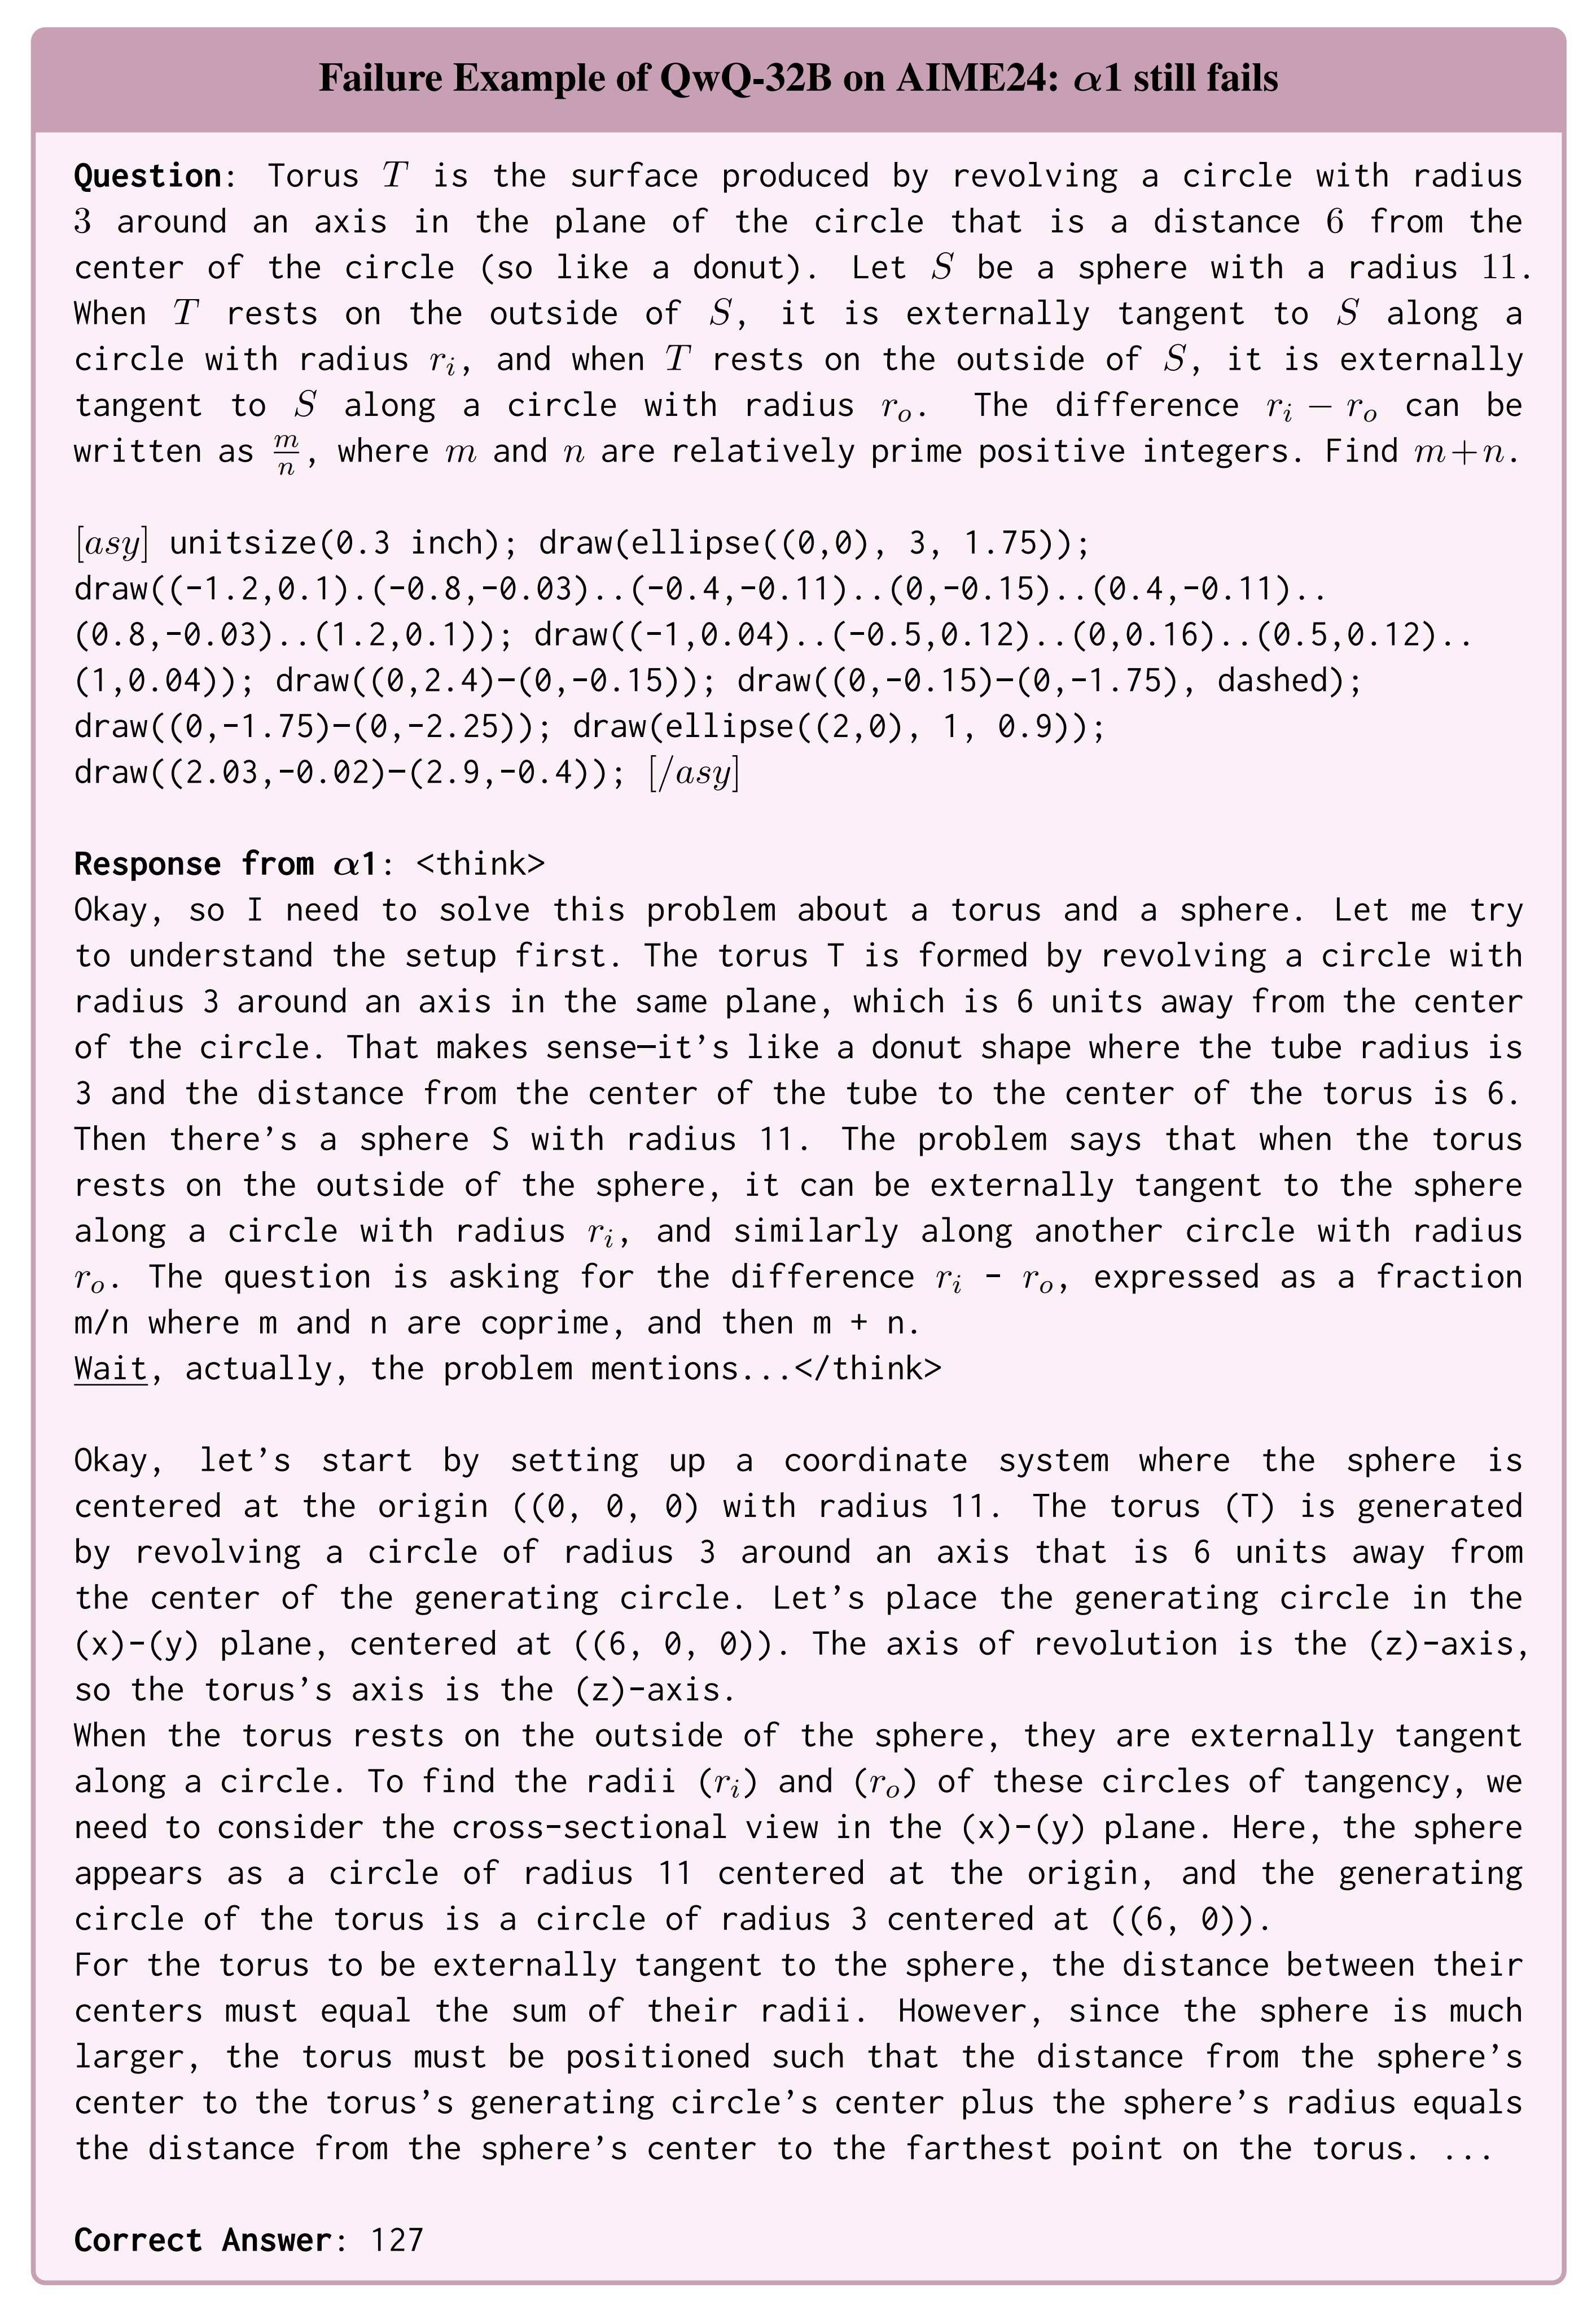 Failure Example of QwQ-32B on AIME24: α1 still fails
Question: Torus T is the surface produced by revolving a circle with radius
3 around an axis in the plane of the circle that is a distance 6 from the
center of the circle (so like a donut). Let S be a sphere with a radius 11.
When T rests on the outside of S, it is externally tangent to S along a
circle with radius r_i, and when T rests on the outside of S, it is externally
tangent to S along a circle with radius r_o. The difference r_i − r_o can be
written as m/n, where m and n are relatively prime positive integers. Find m+n.
[asy] unitsize(0.3 inch); draw(ellipse((0,0), 3, 1.75));
draw((-1.2,0.1).(-0.8,-0.03)..(-0.4,-0.11)..(0,-0.15)..(0.4,-0.11)..
(0.8,-0.03)..(1.2,0.1)); draw((-1,0.04)..(-0.5,0.12)..(0,0.16)..(0.5,0.12)..
(1,0.04)); draw((0,2.4)–(0,-0.15)); draw((0,-0.15)–(0,-1.75), dashed);
draw((0,-1.75)–(0,-2.25)); draw(ellipse((2,0), 1, 0.9));
draw((2.03,-0.02)–(2.9,-0.4)); [/asy]
Response from α1: <think>
Okay, so I need to solve this problem about a torus and a sphere. Let me try
to understand the setup first. The torus T is formed by revolving a circle with
radius 3 around an axis in the same plane, which is 6 units away from the center
of the circle. That makes sense—it's like a donut shape where the tube radius is
3 and the distance from the center of the tube to the center of the torus is 6.
Then there's a sphere S with radius 11. The problem says that when the torus
rests on the outside of the sphere, it can be externally tangent to the sphere
along a circle with radius r_i, and similarly along another circle with radius
r_o. The question is asking for the difference r_i - r_o, expressed as a fraction
m/n where m and n are coprime, and then m + n.
Wait, actually, the problem mentions...</think>
Okay, let's start by setting up a coordinate system where the sphere is
centered at the origin ((0, 0, 0) with radius 11. The torus (T) is generated
by revolving a circle of radius 3 around an axis that is 6 units away from
the center of the generating circle. Let's place the generating circle in the
(x)-(y) plane, centered at ((6, 0, 0)). The axis of revolution is the (z)-axis,
so the torus's axis is the (z)-axis.
When the torus rests on the outside of the sphere, they are externally tangent
along a circle. To find the radii (r_i) and (r_o) of these circles of tangency, we
need to consider the cross-sectional view in the (x)-(y) plane. Here, the sphere
appears as a circle of radius 11 centered at the origin, and the generating
circle of the torus is a circle of radius 3 centered at ((6, 0)).
For the torus to be externally tangent to the sphere, the distance between their
centers must equal the sum of their radii. However, since the sphere is much
larger, the torus must be positioned such that the distance from the sphere's
center to the torus's generating circle's center plus the sphere's radius equals
the distance from the sphere's center to the farthest point on the torus. ...
Correct Answer: 127